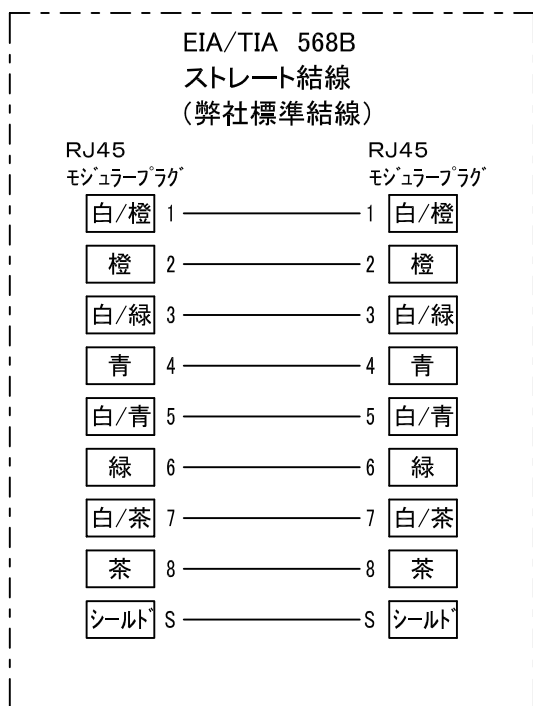 EIA/TIA 568B
ストレート結線
(弊社標準結線)
RJ45 RJ45
モジュラープラグ モジュラープラグ
白/橙 1 1 白/橙
橙 2 2 橙
白/緑 3 3 白/緑
青 4 4 青
白/青 5 5 白/青
緑 6 6 緑
白/茶 7 7 白/茶
茶 8 8 茶
シールド S S シールド